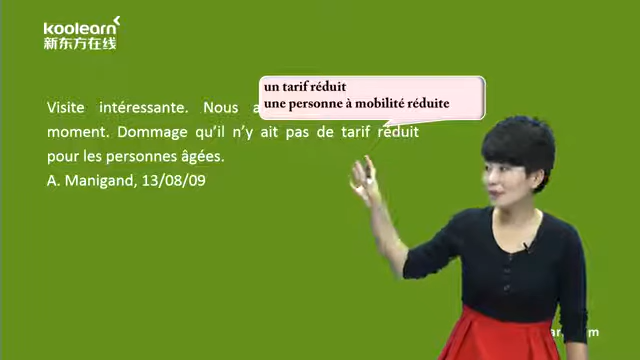 koolearn
新东方在线
un tarif réduit
une personne à mobilité réduite
Visite intéressante. Nous a
moment. Dommage qu'il n'y ait pas de tarif réduit
pour les personnes âgées.
A. Manigand, 13/08/09